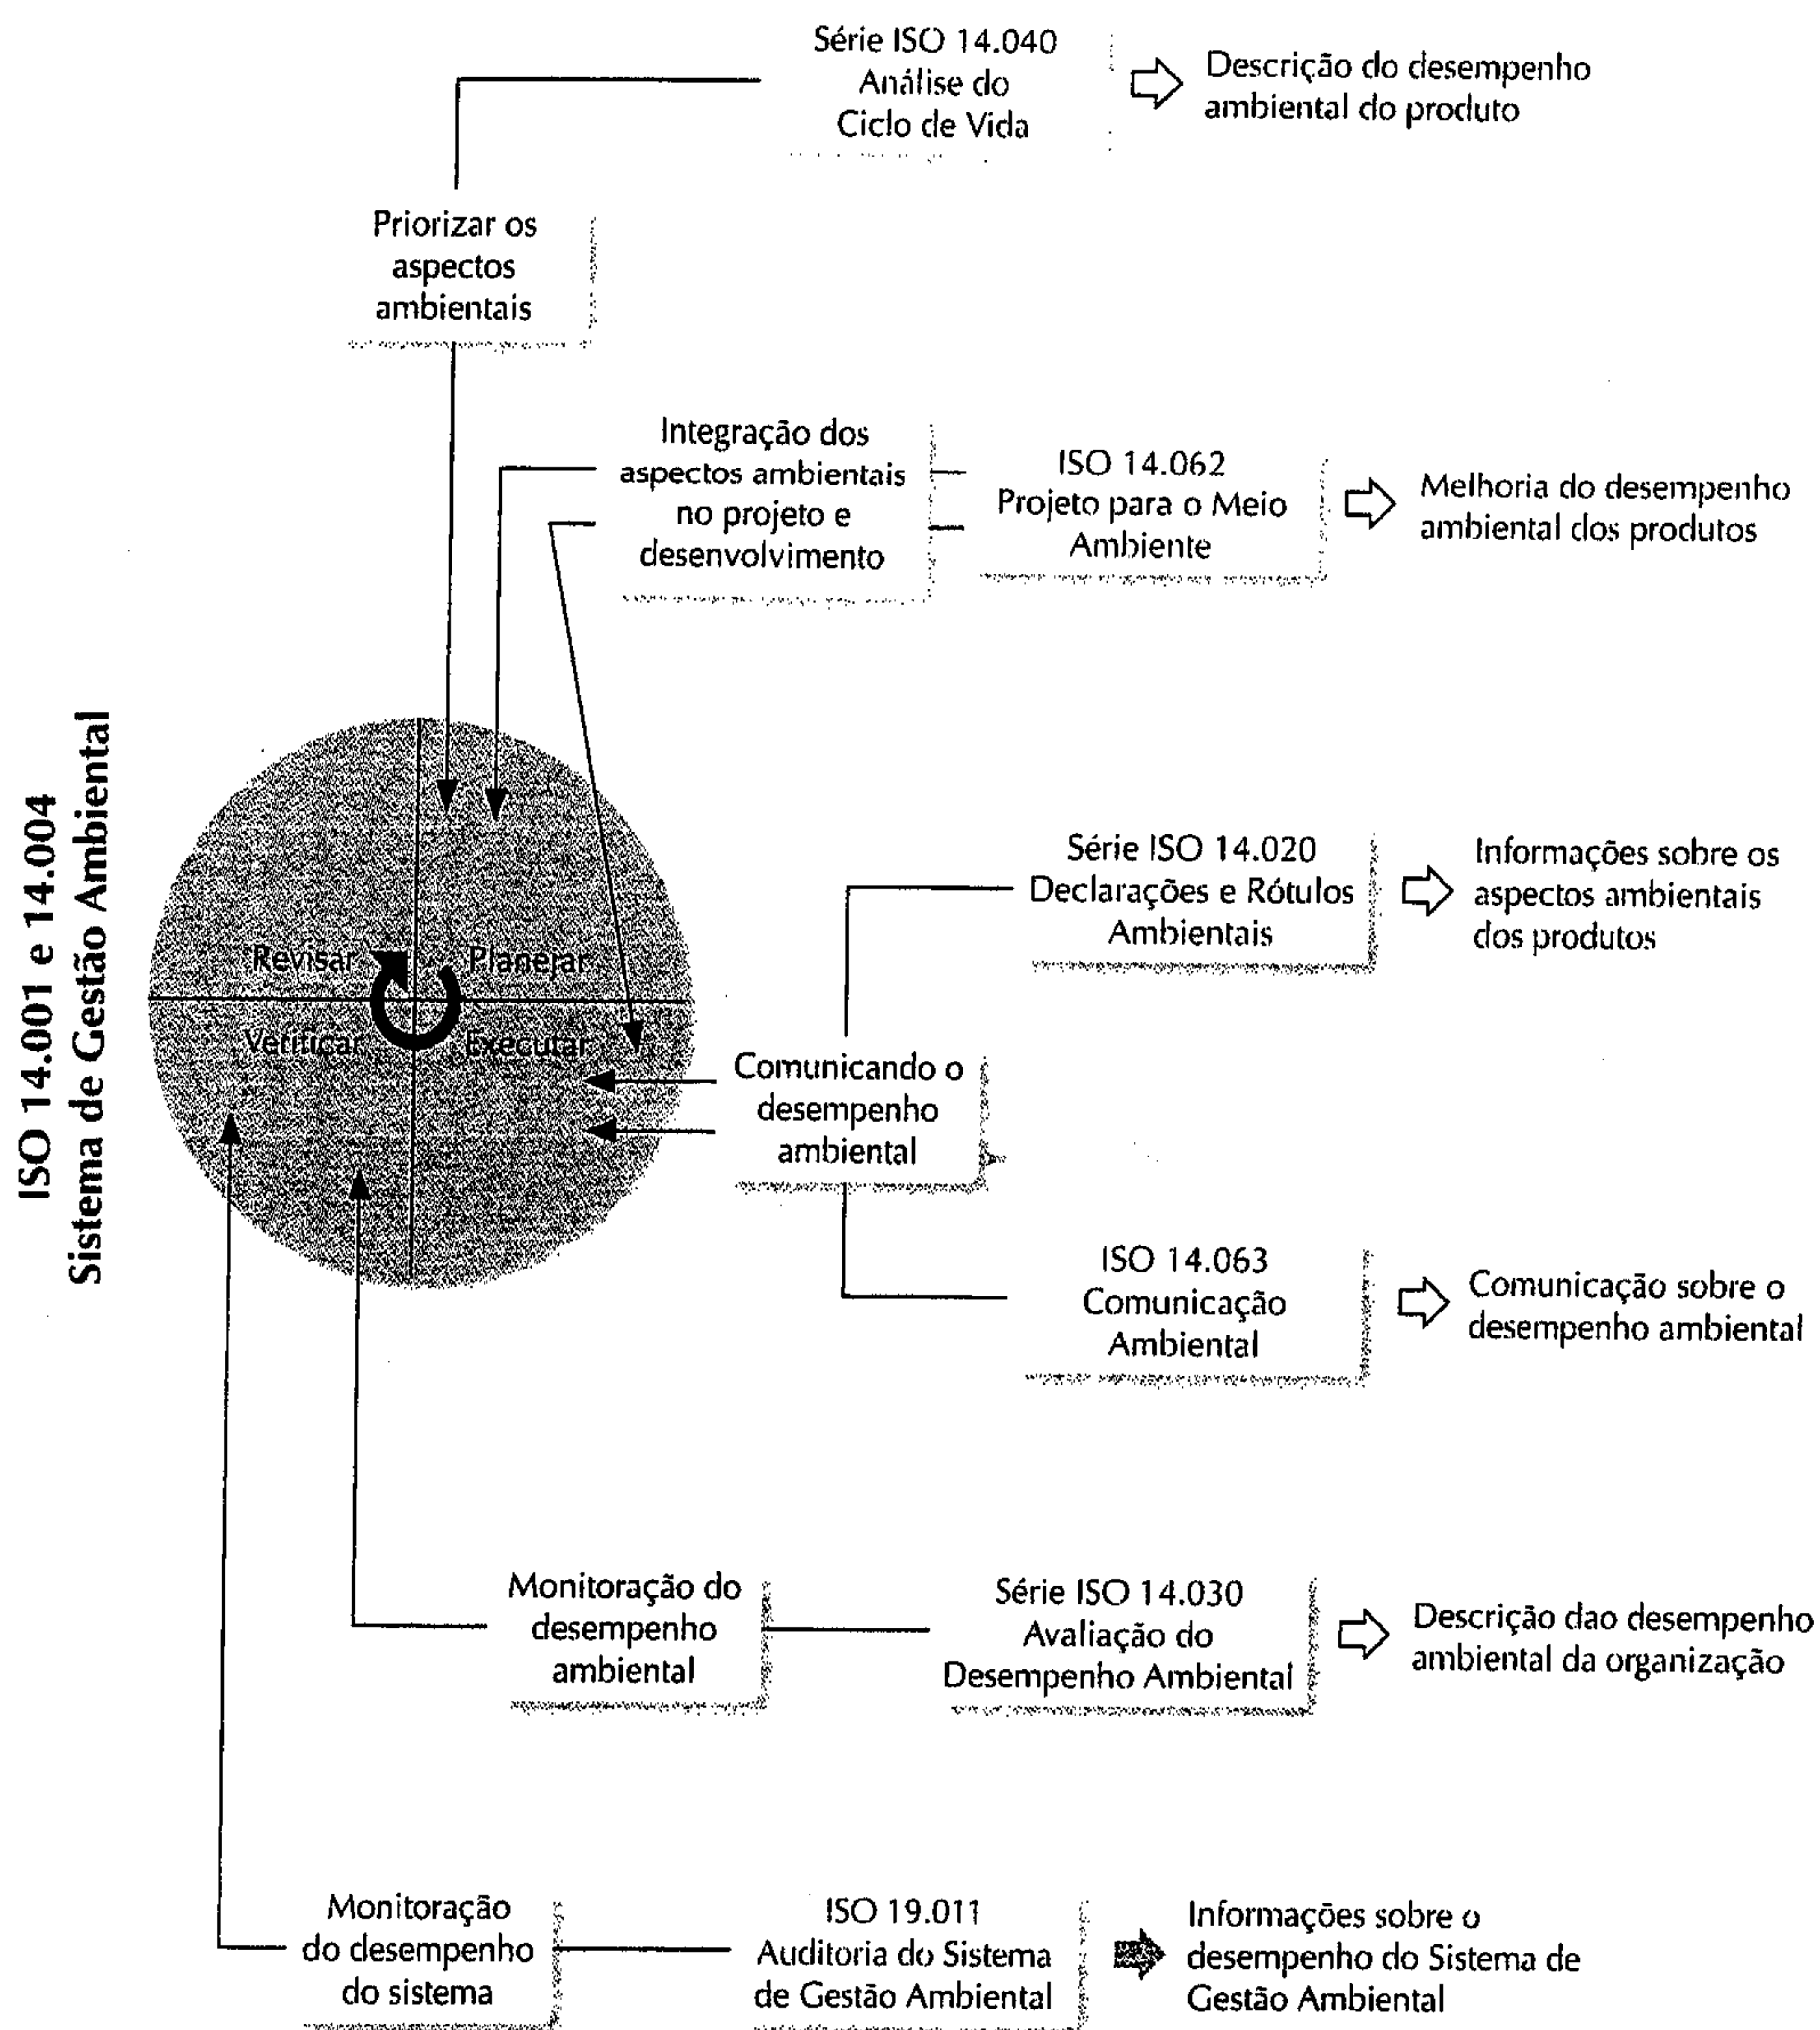 Série ISO 14.040
Análise do
Ciclo de Vida
Descrição do desempenho
ambiental do produto
Priorizar os
aspectos
ambientais
Integração dos
aspectos ambientais
no projeto e
desenvolvimento
ISO 14.062
Projeto para o Meio
Ambiente
Melhoria do desempenho
ambiental dos produtos
ISO 14.001 e 14.004
Sistema de Gestão Ambiental
Revisar
Planejar
Verificar
Executar
Série ISO 14.020
Declarações e Rótulos
Ambientais
Informações sobre os
aspectos ambientais
dos produtos
Comunicando o
desempenho
ambiental
ISO 14.063
Comunicação
Ambiental
Comunicação sobre o
desempenho ambiental
Monitoração do
desempenho
ambiental
Série ISO 14.030
Avaliação do
Desempenho Ambiental
Descrição dao desempenho
ambiental da organização
Monitoração
do desempenho
do sistema
ISO 19.011
Auditoria do Sistema
de Gestão Ambiental
Informações sobre o
desempenho do Sistema de
Gestão Ambiental